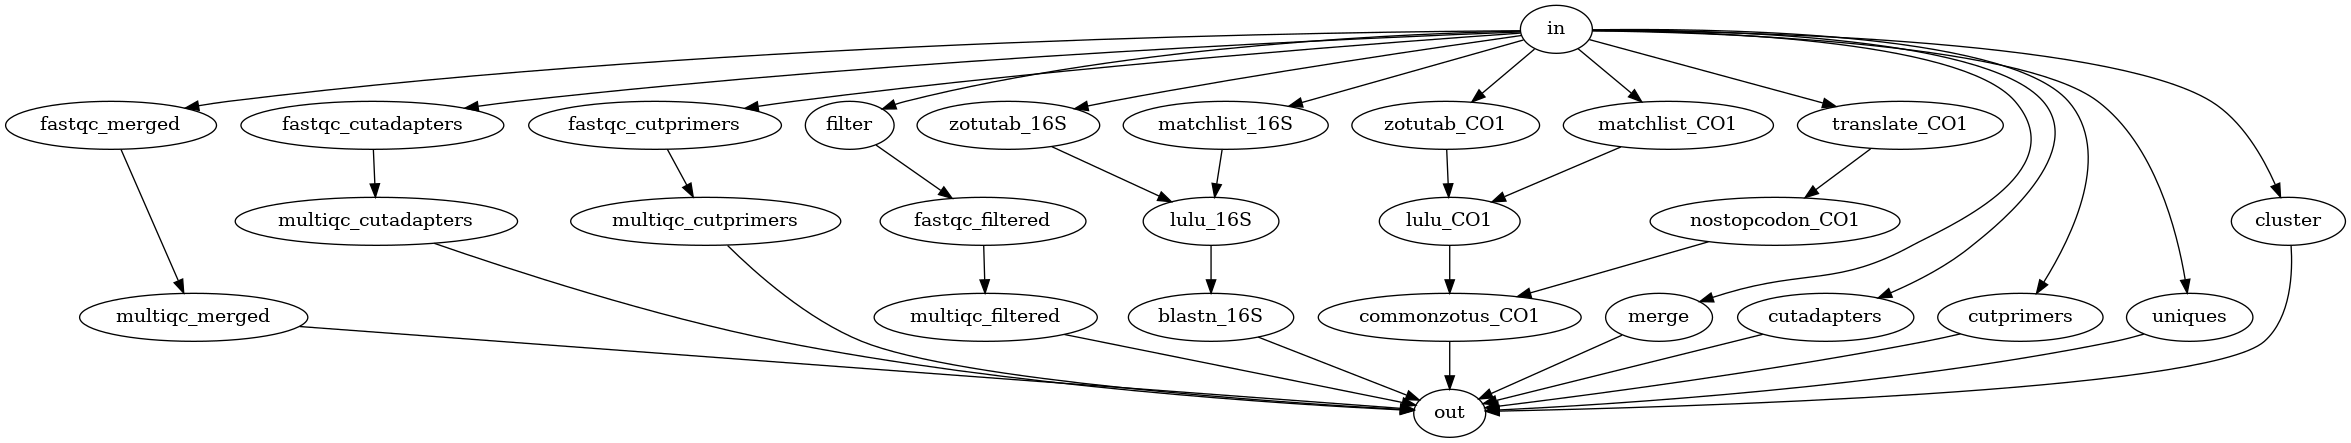 in
fastqc_merged
fastqc_cutadapters
fastqc_cutprimers
filter
zotutab_16S
matchlist_16S
zotutab_CO1
matchlist_CO1
translate_CO1
multiqc_cutadapters
multiqc_cutprimers
fastqc_filtered
lulu_16S
lulu_CO1
nostopcodon_CO1
cluster
multiqc_merged
multiqc_filtered
blastn_16S
commonzotus_CO1
merge
cutadapters
cutprimers
uniques
out